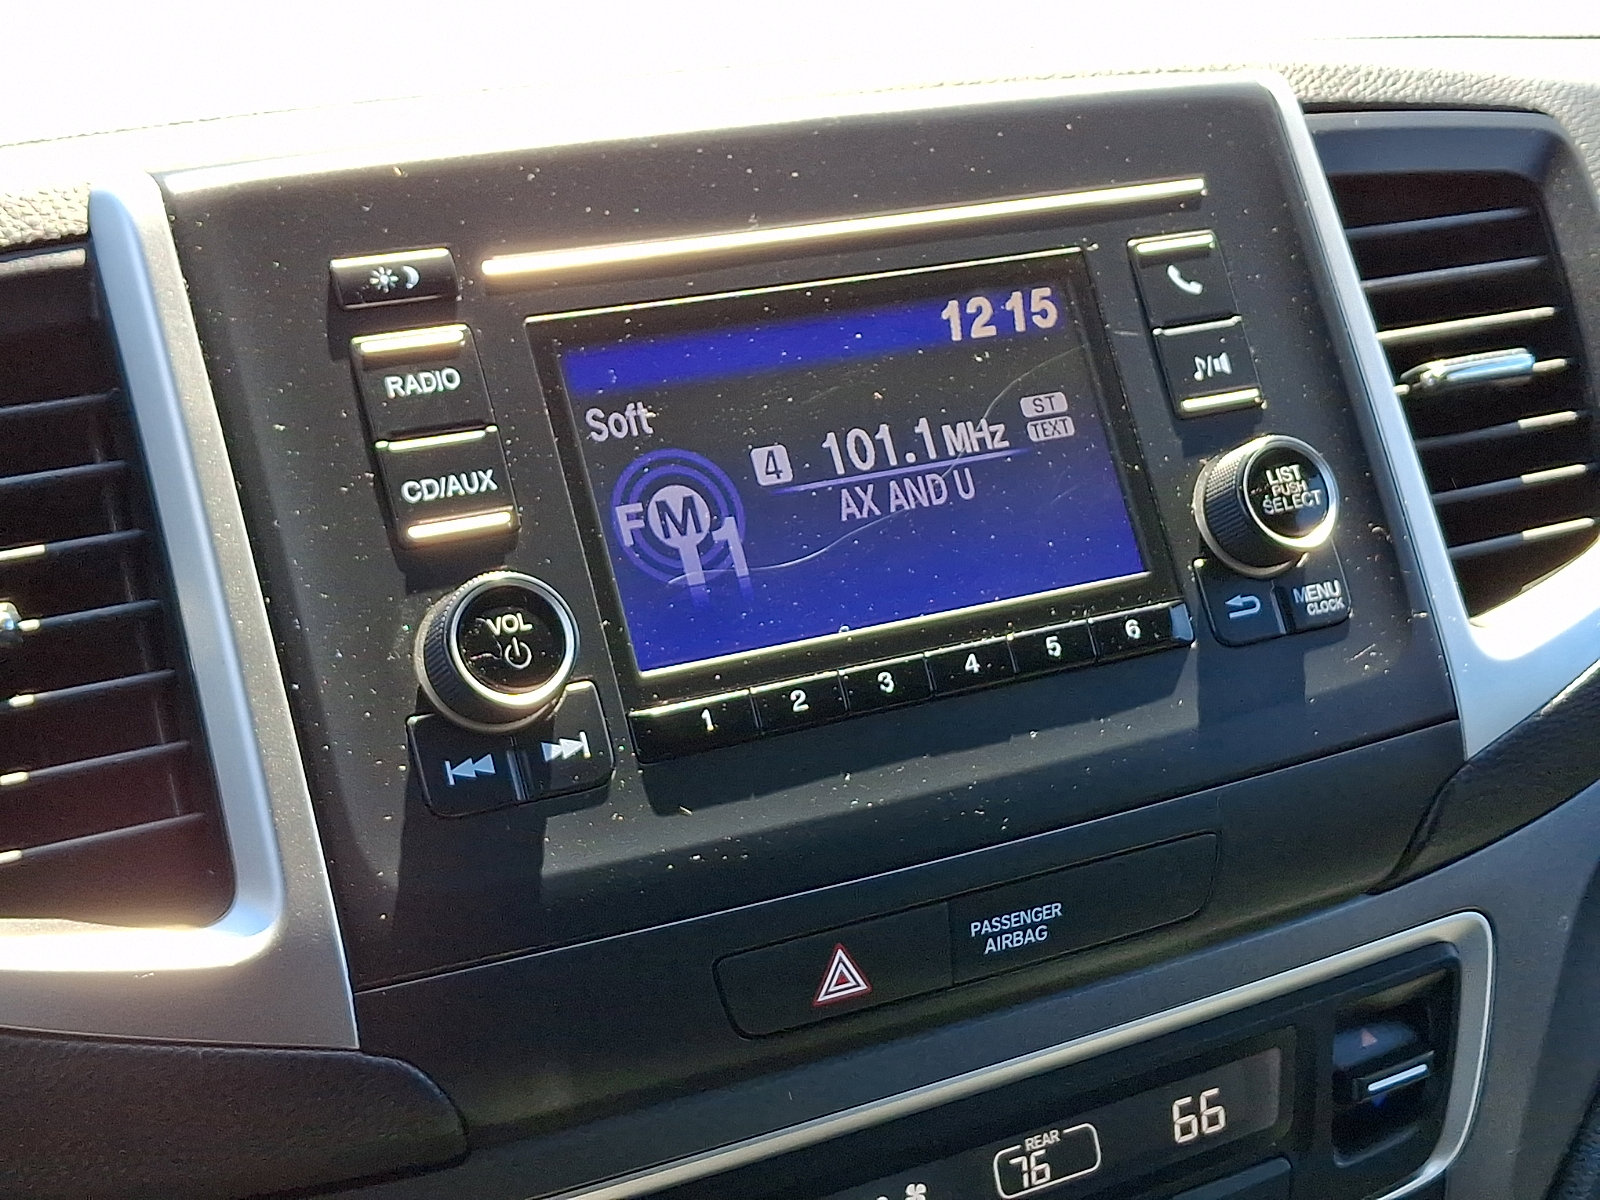 12 15
RADIO
Soft
4 101.1 MHz ST
TEXT
AX AND U
CD/AUX
FM 1
LIST
PUSH
SELECT
VOL
MENU
CLOCK
1 2 3 4 5 6
PASSENGER
AIRBAG
66
REAR
76